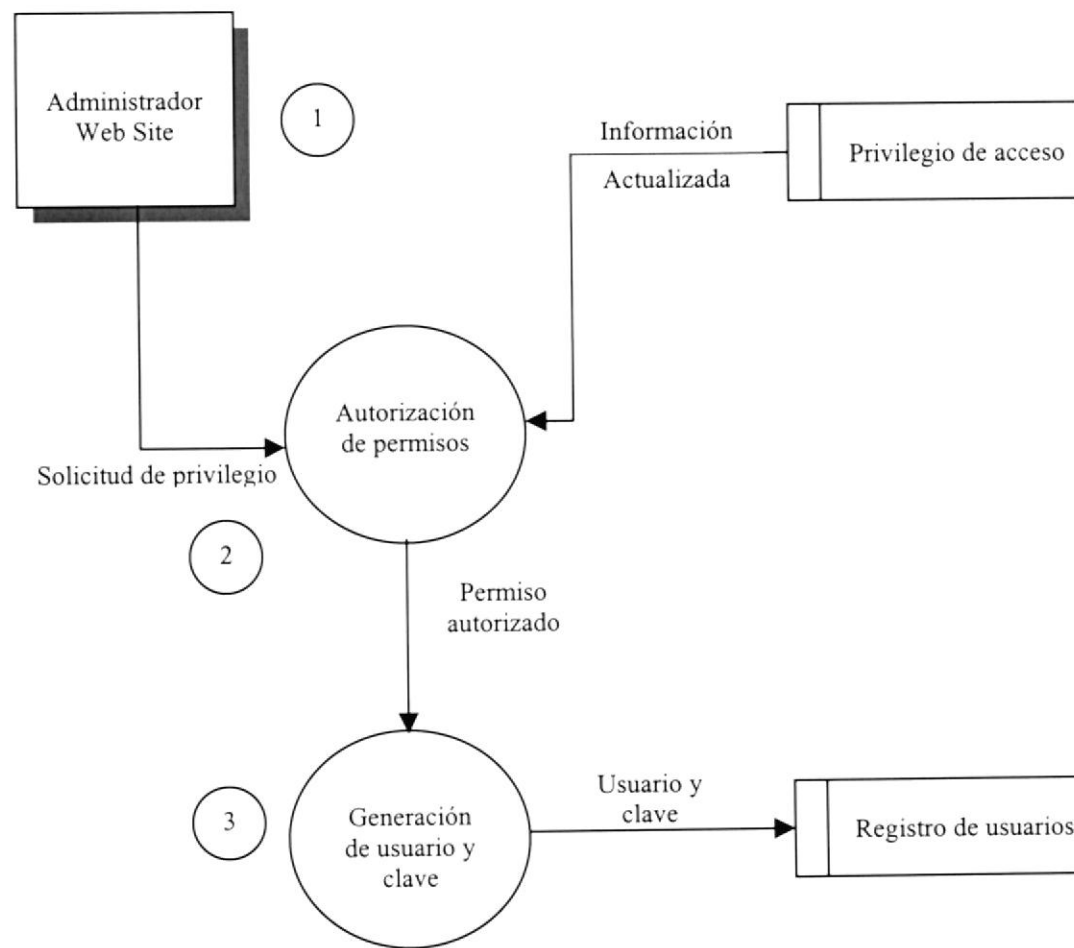 Administrador
Web Site
1
Información
Actualizada
Privilegio de acceso
Autorización
de permisos
Solicitud de privilegio
2
Permiso
autorizado
3
Generación
de usuario y
clave
Usuario y
clave
Registro de usuarios